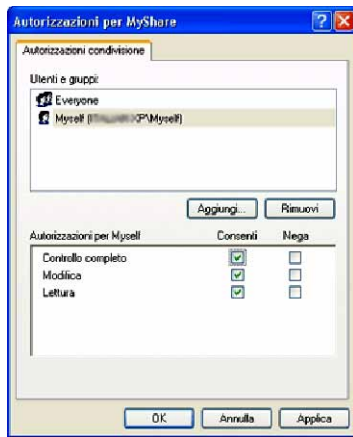 Autorizzazioni per MyShare
Autorizzazioni condivisione
Utenti e gruppi:
Everyone
Myself (XP\Myself)
Aggiungi... Rimuovi
Autorizzazioni per Myself Consenti Nega
Controllo completo
Modifica
Lettura
OK Annulla Applica